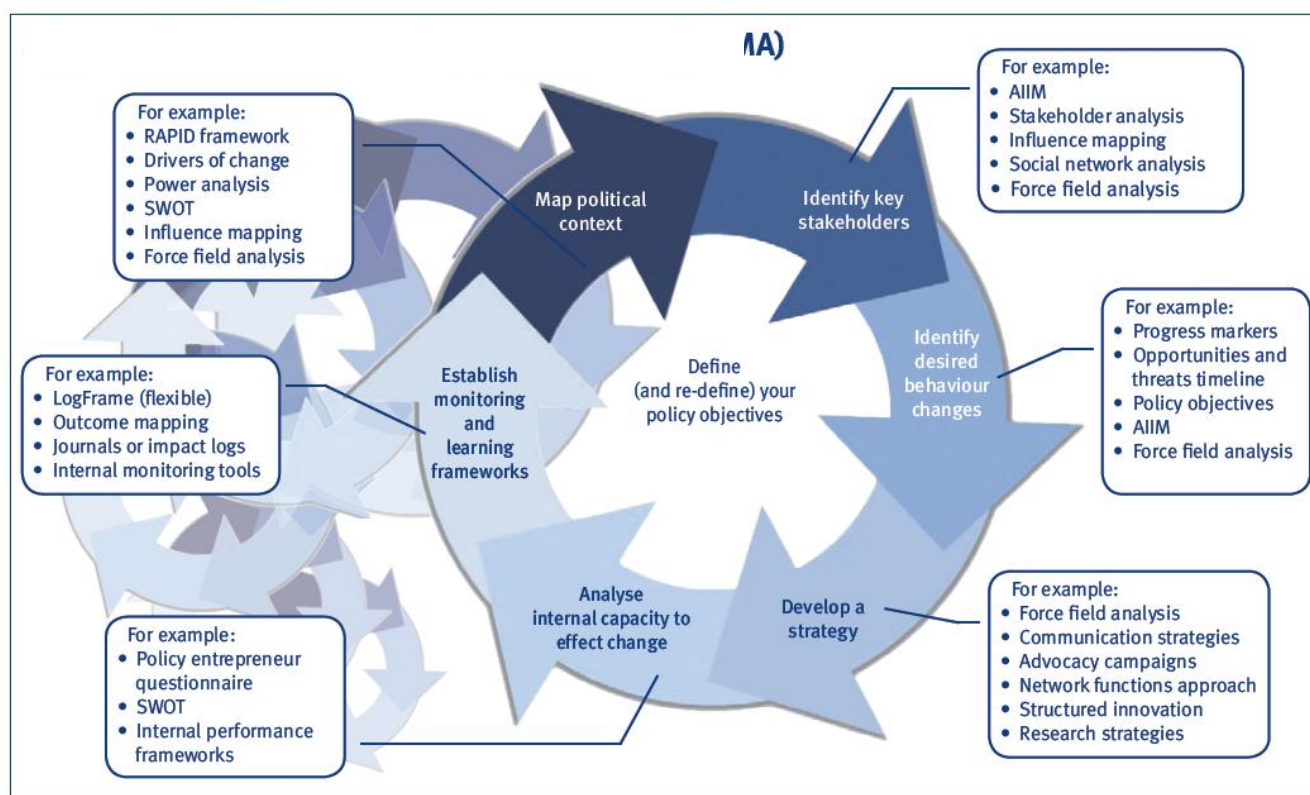 MA)
For example:
• RAPID framework
• Drivers of change
• Power analysis
• SWOT
• Influence mapping
• Force field analysis
For example:
• AIIM
• Stakeholder analysis
• Influence mapping
• Social network analysis
• Force field analysis
Map political
context
Identify key
stakeholders
For example:
• LogFrame (flexible)
• Outcome mapping
• Journals or impact logs
• Internal monitoring tools
Establish
monitoring
and
learning
frameworks
Define
(and re-define) your
policy objectives
Identify
desired
behaviour
changes
For example:
• Progress markers
• Opportunities and
threats timeline
• Policy objectives
• AIIM
• Force field analysis
For example:
• Policy entrepreneur
questionnaire
• SWOT
• Internal performance
frameworks
Analyse
internal capacity to
effect change
Develop a
strategy
For example:
• Force field analysis
• Communication strategies
• Advocacy campaigns
• Network functions approach
• Structured innovation
• Research strategies